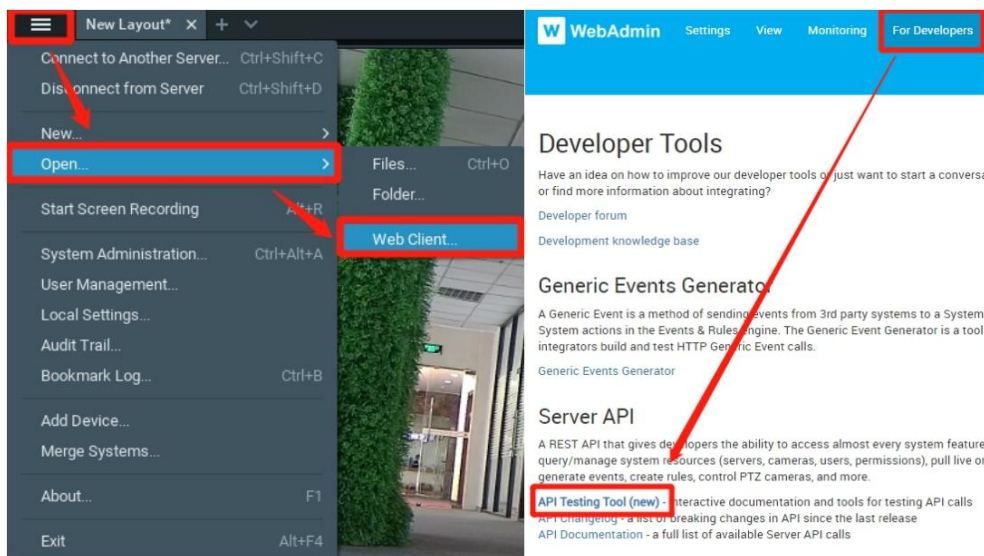 New Layout*
Connect to Another Server... Ctrl+Shift+C
Disconnect from Server Ctrl+Shift+D
New...
Open...
Start Screen Recording Alt+R
System Administration... Ctrl+Alt+A
User Management...
Local Settings...
Audit Trail...
Bookmark Log... Ctrl+B
Add Device...
Merge Systems...
About... F1
Exit Alt+F4
Files... Ctrl+O
Folder...
Web Client...
W WebAdmin Settings View Monitoring For Developers
Developer Tools
Have an idea on how to improve our developer tools or just want to start a conversa
or find more information about integrating?
Developer forum
Development knowledge base
Generic Events Generator
A Generic Event is a method of sending events from 3rd party systems to a System
System actions in the Events & Rules engine. The Generic Event Generator is a tool
integrators build and test HTTP Generic Event calls.
Generic Events Generator
Server API
A REST API that gives developers the ability to access almost every system feature
query/manage system resources (servers, cameras, users, permissions), pull live or
generate events, create rules, control PTZ cameras, and more.
API Testing Tool (new) - interactive documentation and tools for testing API calls
API Changelog - a list of breaking changes in API since the last release
API Documentation - a full list of available Server API calls